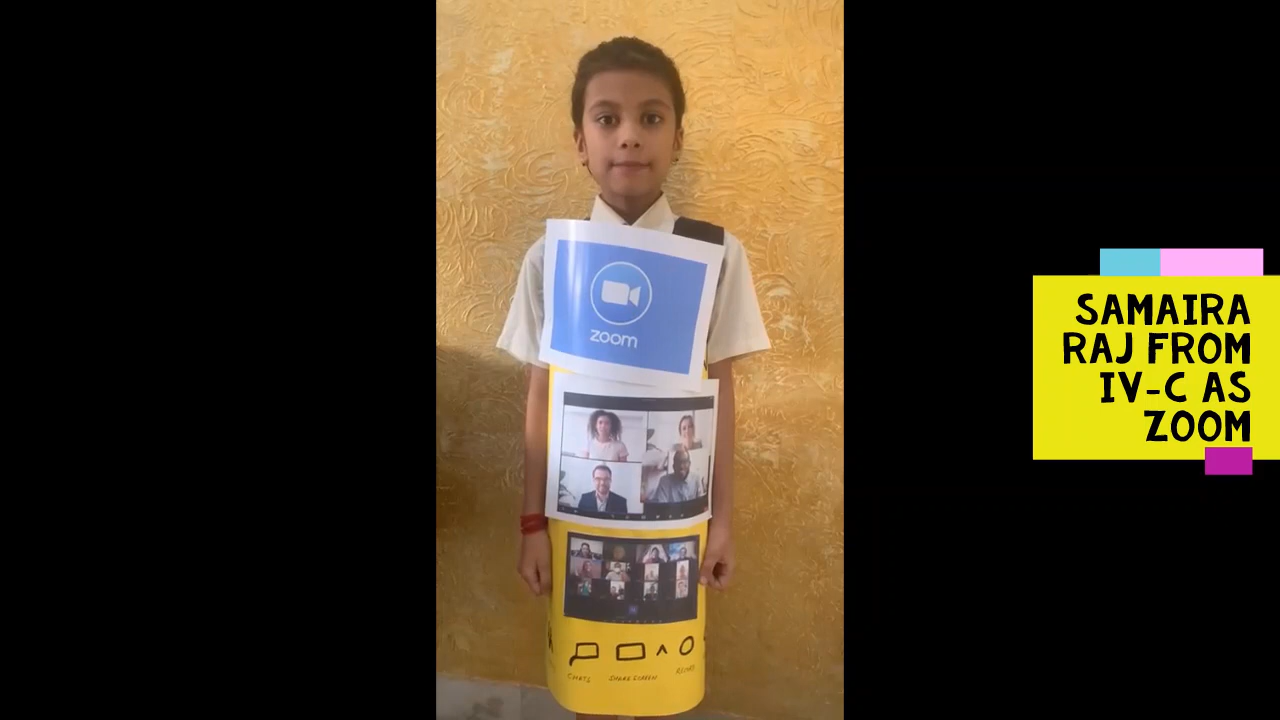 zoom
CHATS
SHARE SCREEN
SAMAIRA
RAJ FROM
IV-C AS
ZOOM